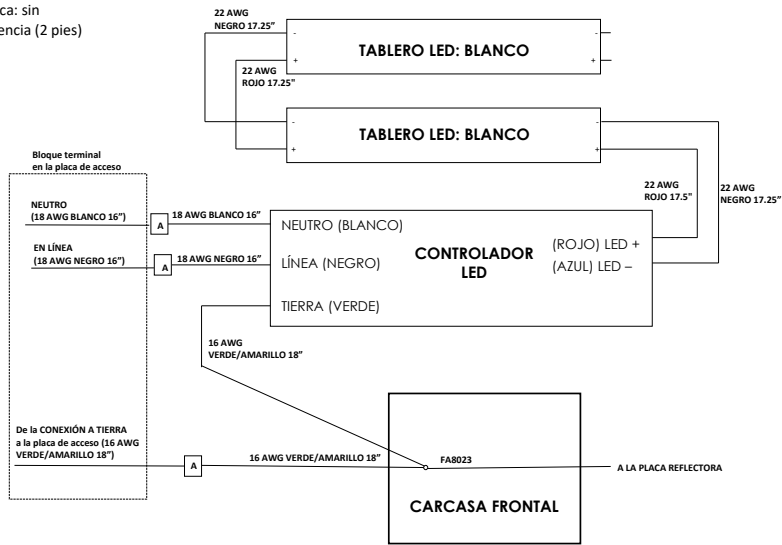 ca: sin
encia (2 pies)
22 AWG
NEGRO 17.25”
-
-
TABLERO LED: BLANCO
+
+
22 AWG
ROJO 17.25"
-
-
TABLERO LED: BLANCO
+
+
Bloque terminal
en la placa de acceso
22 AWG
ROJO 17.5”
22 AWG
NEGRO 17.25”
NEUTRO
(18 AWG BLANCO 16”)
A
18 AWG BLANCO 16”
NEUTRO (BLANCO)
EN LÍNEA
(18 AWG NEGRO 16”)
A
18 AWG NEGRO 16”
LÍNEA (NEGRO)
CONTROLADOR
LED
(ROJO) LED +
(AZUL) LED –
TIERRA (VERDE)
16 AWG
VERDE/AMARILLO 18”
De la CONEXIÓN A TIERRA
a la placa de acceso (16 AWG
VERDE/AMARILLO 18”)
A
16 AWG VERDE/AMARILLO 18”
FA8023
A LA PLACA REFLECTORA
CARCASA FRONTAL